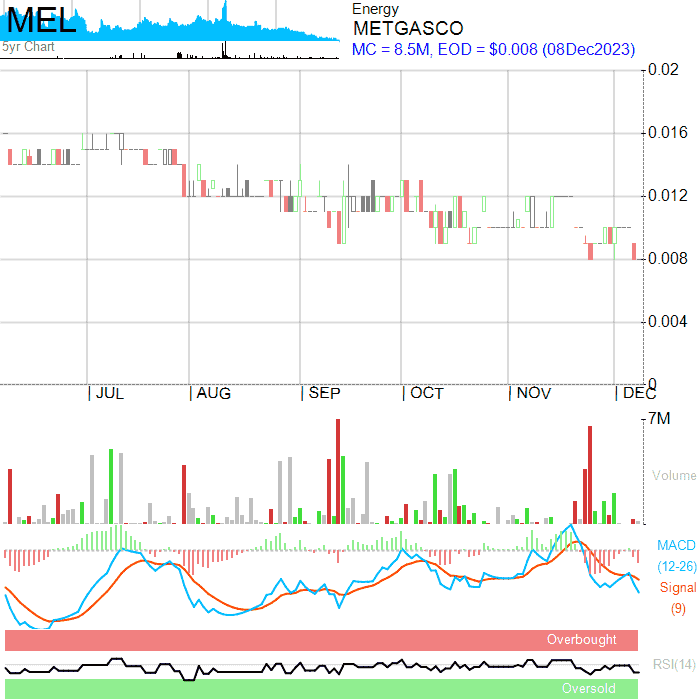 MEL
5yr Chart
Energy
METGASCO
MC = 8.5M, EOD = $0.008 (08Dec2023)
0.02
0.016
0.012
0.008
0.004
0
| JUL | AUG | SEP | OCT | NOV | DEC
7M
Volume
MACD
(12-26)
Signal
(9)
Overbought
RSI(14)
Oversold